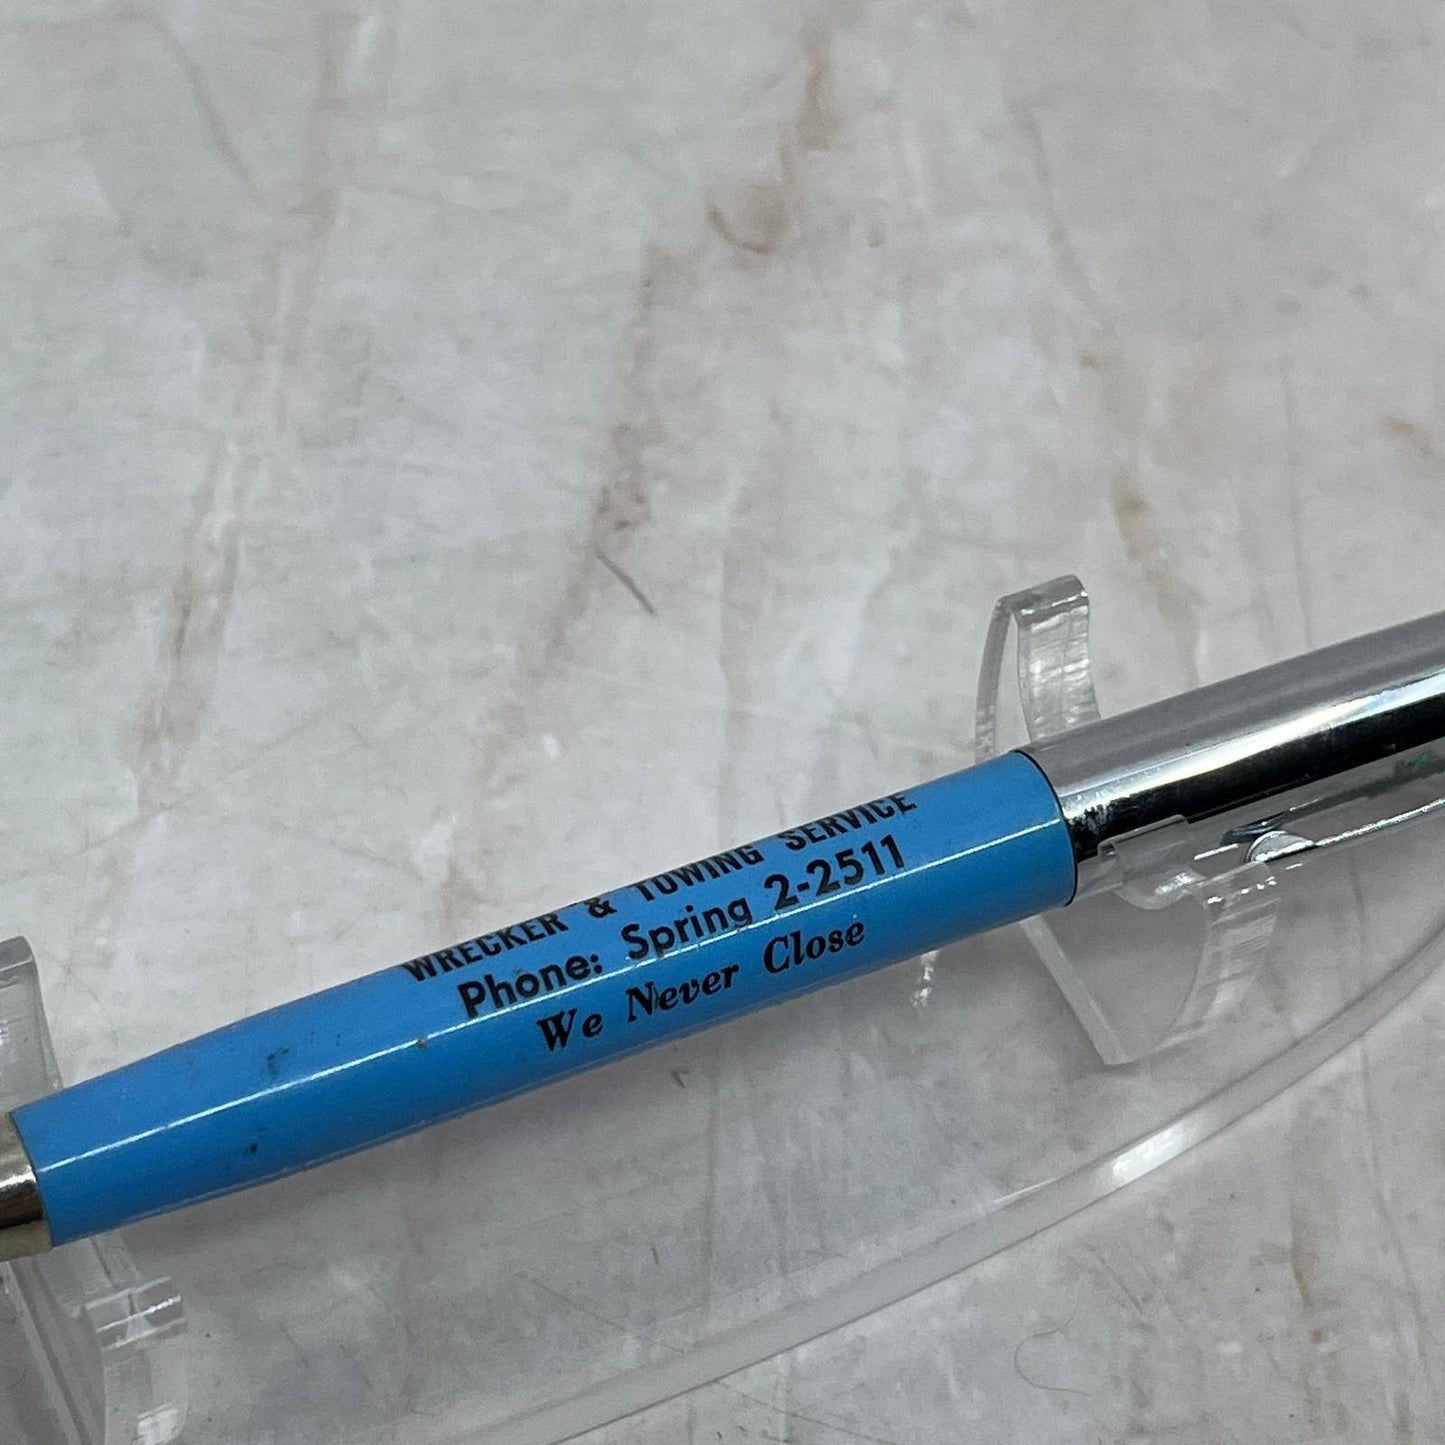 WRECKER & TOWING SERVICE
Phone: Spring 2-2511
We Never Close